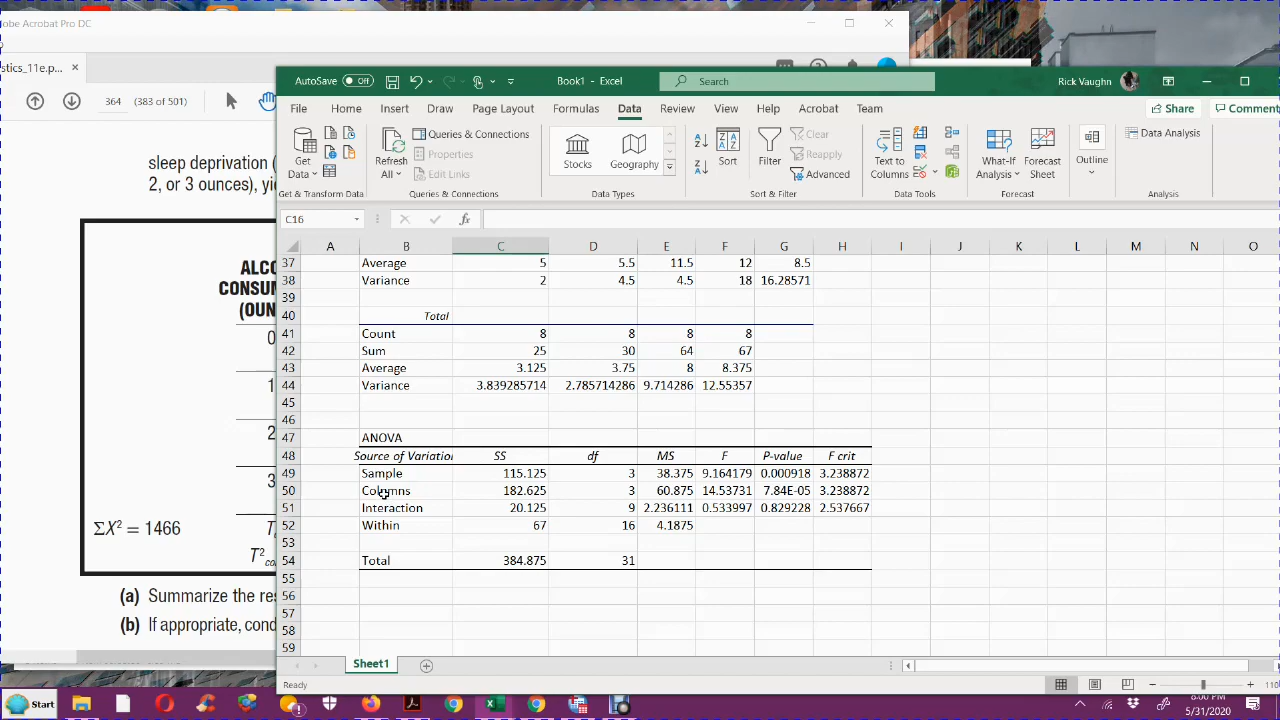 dobe Acrobat Pro DC
stics_11e.p... ×
364 (383 of 501)
sleep deprivation (
2, or 3 ounces), yie
ALCO
CONSUM
(OUN
0
1
2
3
ΣX² = 1466
T²
(a) Summarize the res
(b) If appropriate, cond
AutoSave Off Book1 - Excel Search Rick Vaughn
File Home Insert Draw Page Layout Formulas Data Review View Help Acrobat Team Share Comment
Get Data Refresh All Queries & Connections Properties Edit Links Stocks Geography Sort Filter Clear Reapply Advanced Text to Columns What-If Analysis Forecast Sheet Outline Data Analysis
Get & Transform Data Queries & Connections Data Types Sort & Filter Data Tools Forecast Analysis
C16 fx
A B C D E F G H I J K L M N O
37 Average 5 5.5 11.5 12 8.5
38 Variance 2 4.5 4.5 18 16.28571
39
40 Total
41 Count 8 8 8 8
42 Sum 25 30 64 67
43 Average 3.125 3.75 8 8.375
44 Variance 3.839285714 2.785714286 9.714286 12.55357
45
46
47 ANOVA
48 Source of Variation SS df MS F P-value F crit
49 Sample 115.125 3 38.375 9.164179 0.000918 3.238872
50 Columns 182.625 3 60.875 14.53731 7.84E-05 3.238872
51 Interaction 20.125 9 2.236111 0.533997 0.829228 2.537667
52 Within 67 16 4.1875
53
54 Total 384.875 31
55
56
57
58
59
Sheet1
Ready 110
Start 8:00 PM
5/31/2020